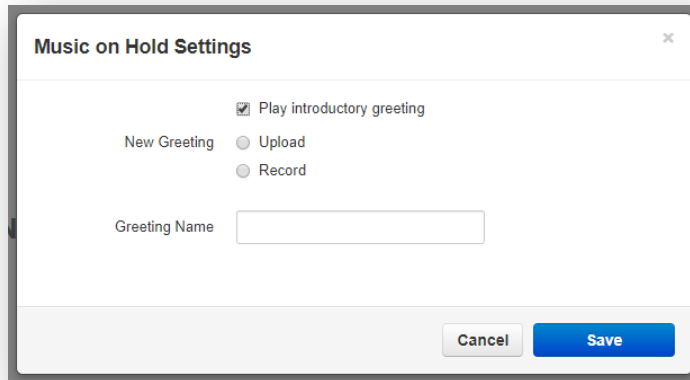 Music on Hold Settings
×
Play introductory greeting
New Greeting
Upload
Record
Greeting Name
Cancel
Save